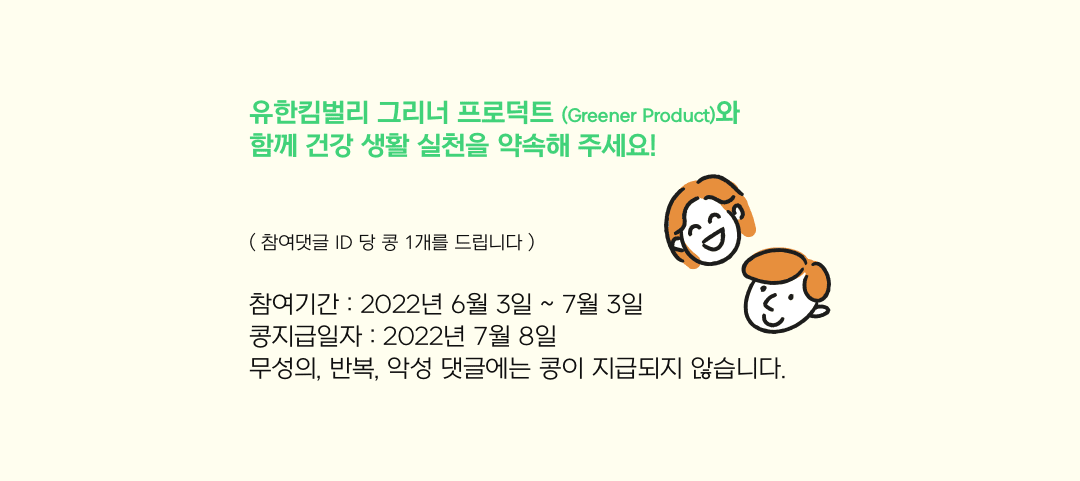 유한킴벌리 그리너 프로덕트 (Greener Product)와
함께 건강 생활 실천을 약속해 주세요!
( 참여댓글 ID 당 콩 1개를 드립니다 )
참여기간 : 2022년 6월 3일 ~ 7월 3일
콩지급일자 : 2022년 7월 8일
무성의, 반복, 악성 댓글에는 콩이 지급되지 않습니다.